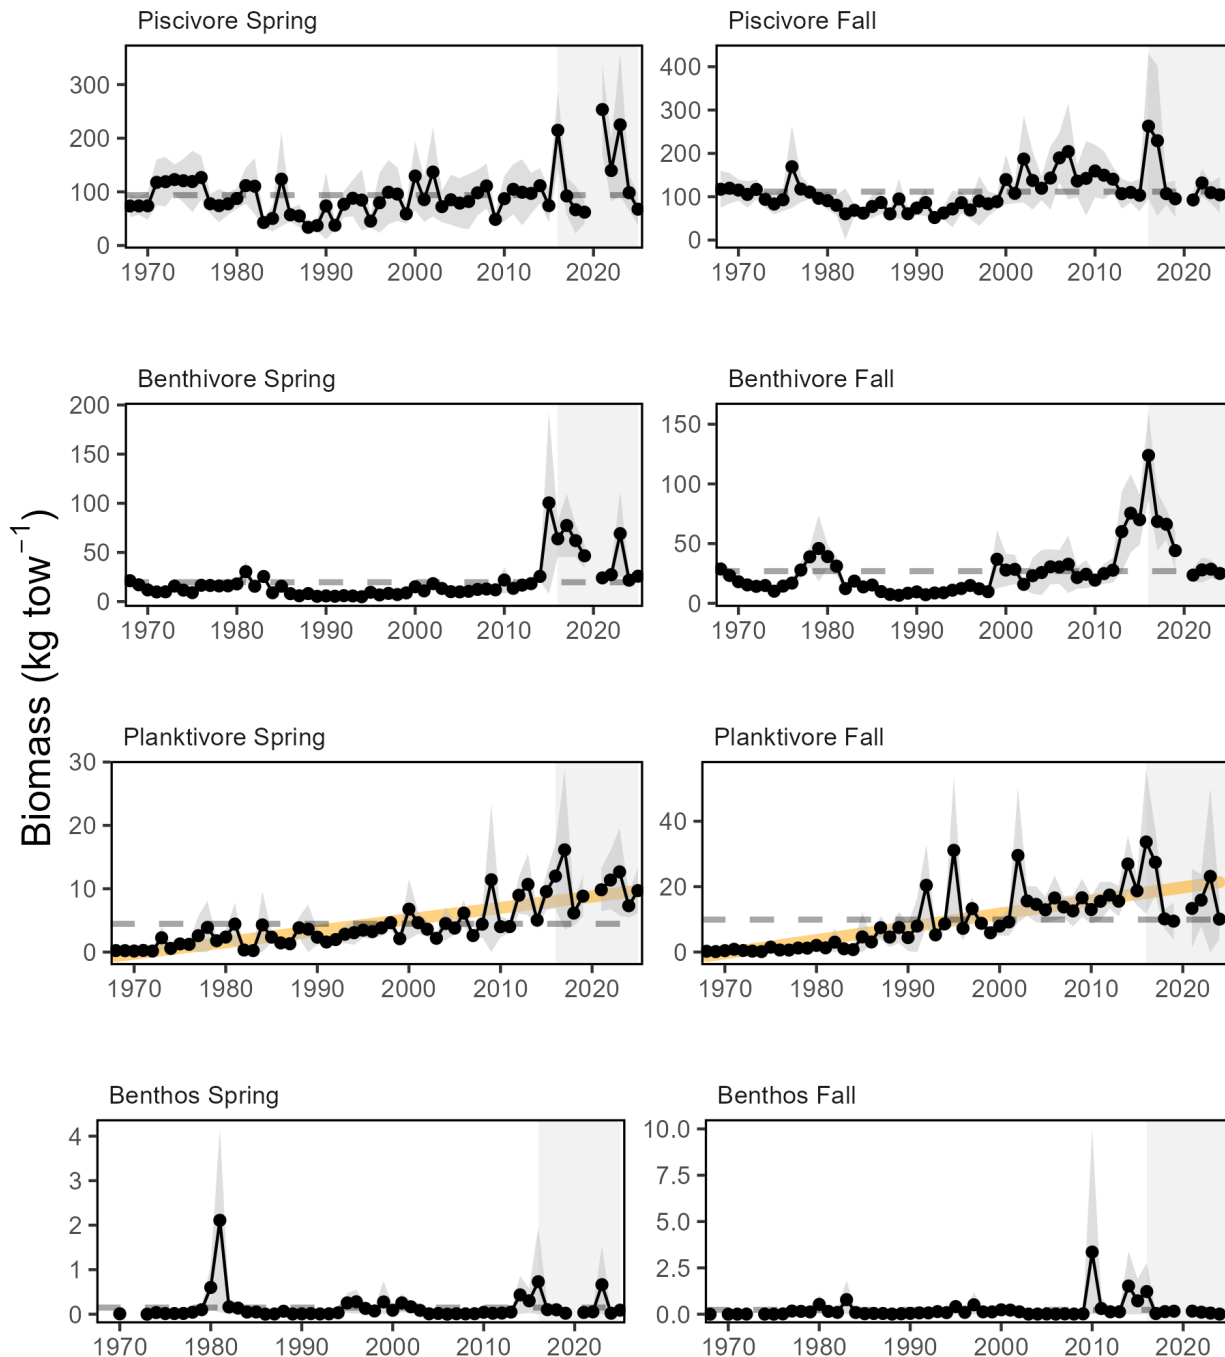 Piscivore Spring
Piscivore Fall
300
200
100
0
1970 1980 1990 2000 2010 2020
400
300
200
100
0
1970 1980 1990 2000 2010 2020
Benthivore Spring
Benthivore Fall
200
150
100
50
0
1970 1980 1990 2000 2010 2020
150
100
50
0
1970 1980 1990 2000 2010 2020
Biomass (kg tow⁻¹)
Planktivore Spring
Planktivore Fall
30
20
10
0
1970 1980 1990 2000 2010 2020
40
20
0
1970 1980 1990 2000 2010 2020
Benthos Spring
Benthos Fall
4
3
2
1
0
1970 1980 1990 2000 2010 2020
10.0
7.5
5.0
2.5
0.0
1970 1980 1990 2000 2010 2020